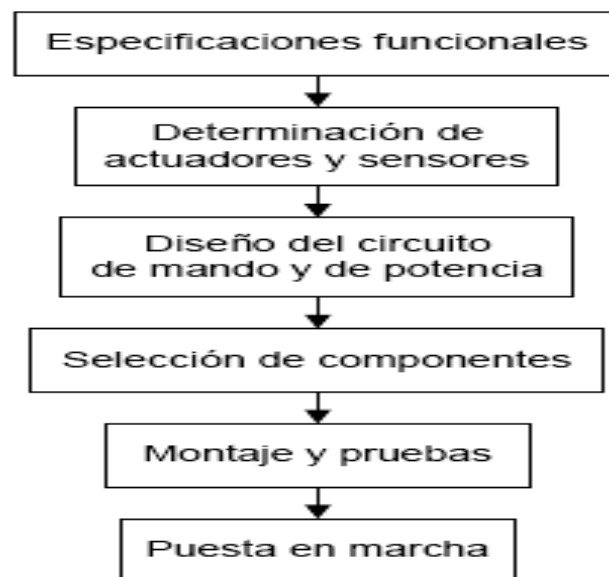 Especificaciones funcionales
Determinación de
actuadores y sensores
Diseño del circuito
de mando y de potencia
Selección de componentes
Montaje y pruebas
Puesta en marcha